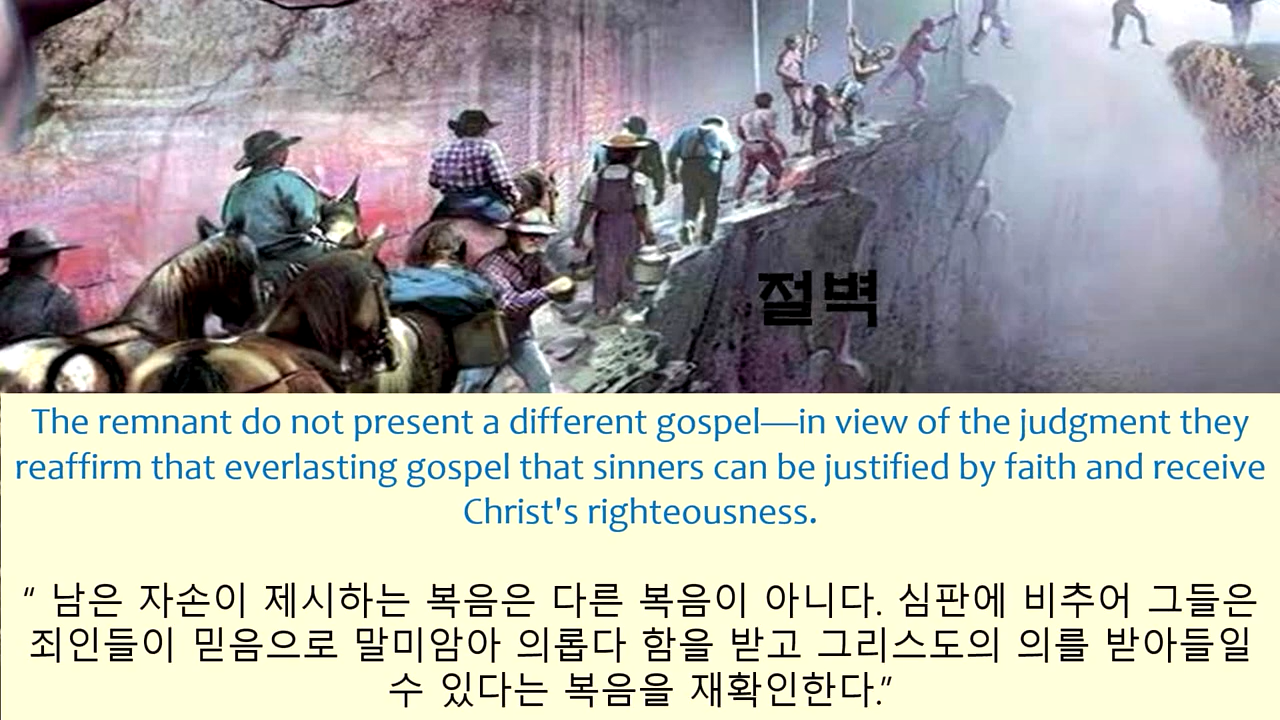 절벽
The remnant do not present a different gospel—in view of the judgment they
reaffirm that everlasting gospel that sinners can be justified by faith and receive
Christ's righteousness.
“ 남은 자손이 제시하는 복음은 다른 복음이 아니다. 심판에 비추어 그들은
죄인들이 믿음으로 말미암아 의롭다 함을 받고 그리스도의 의를 받아들일
수 있다는 복음을 재확인한다.”